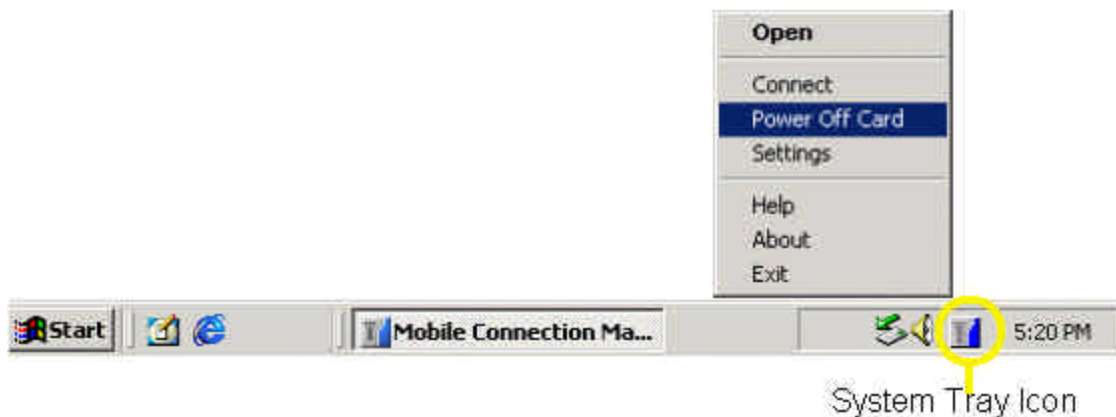 Open
Connect
Power Off Card
Settings
Help
About
Exit
Start
Mobile Connection Ma...
5:20 PM
System Tray Icon